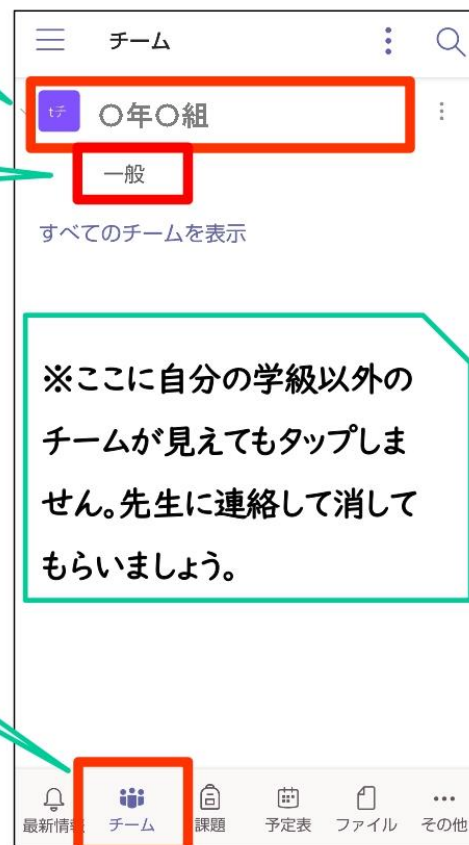 チーム
tチ
〇年〇組
一般
すべてのチームを表示
※ここに自分の学級以外の
チームが見えてもタップしま
せん。先生に連絡して消して
もらいましょう。
最新情報 チーム 課題 予定表 ファイル その他